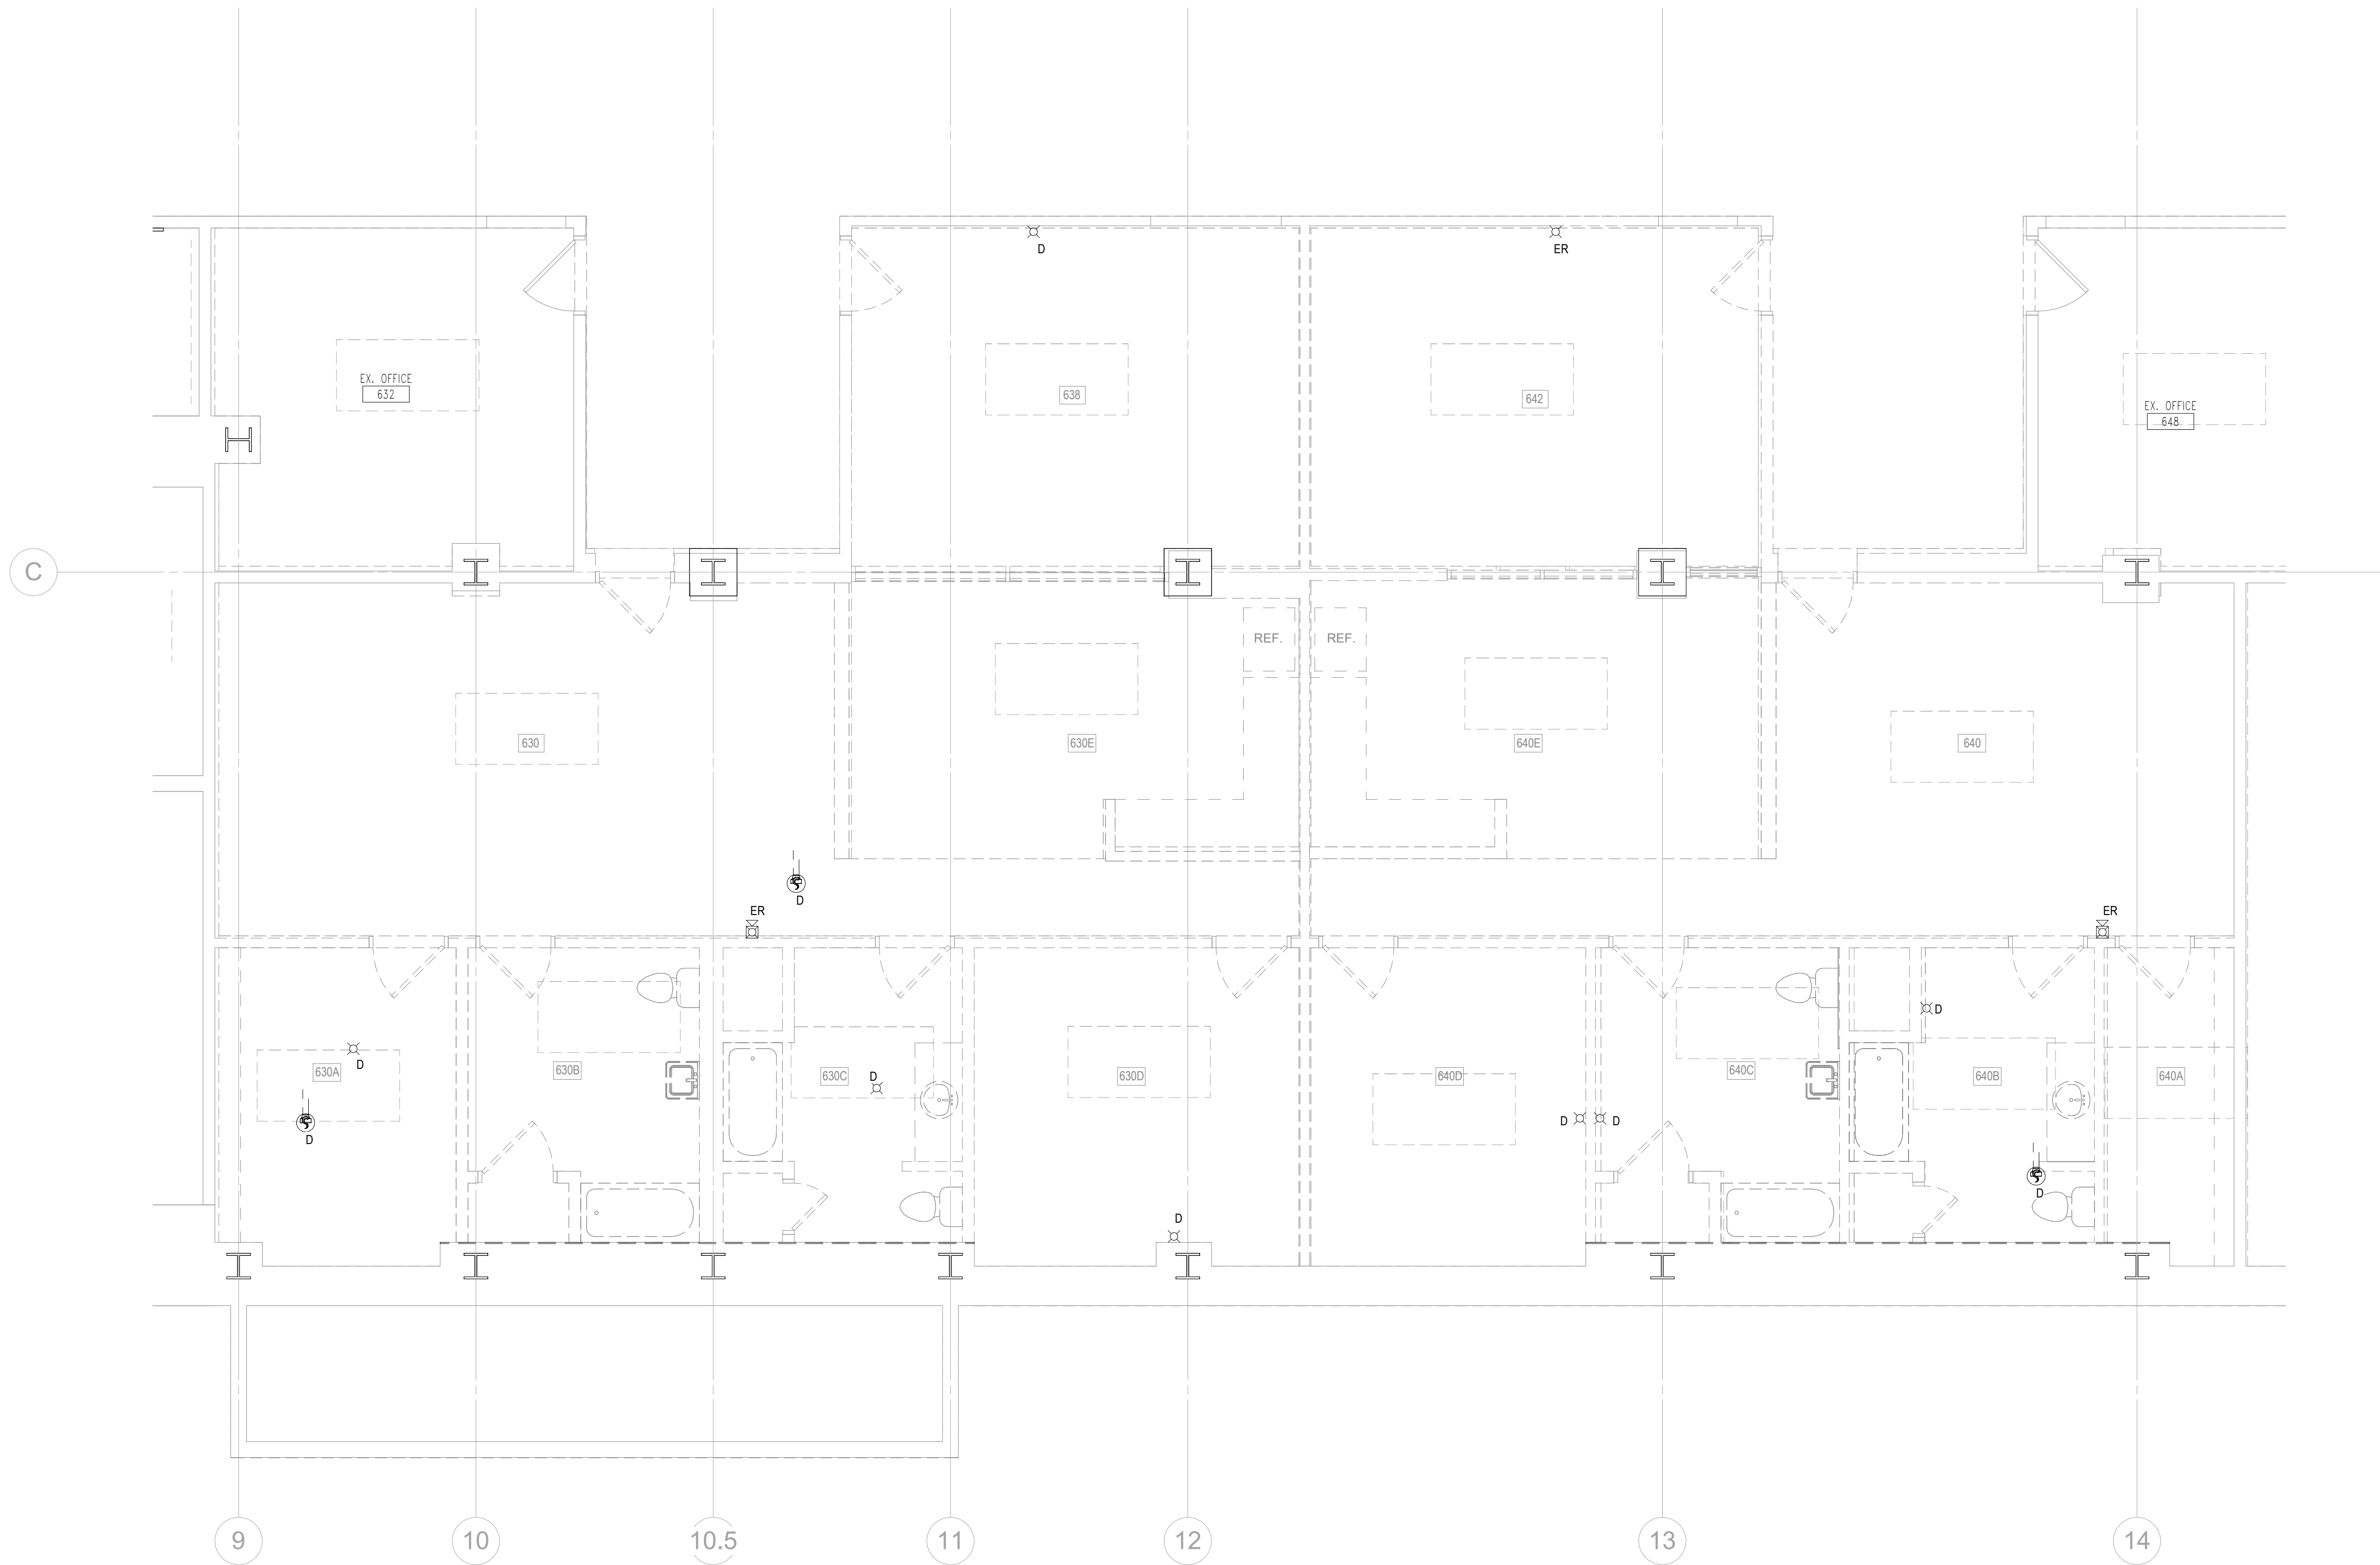 D
ER
EX. OFFICE
632
638
642
EX. OFFICE
648
C
REF.
REF.
630
630E
640E
640
D
ER
ER
D
D
630A
D
630B
D
630C
630D
640D
640C
640B
640A
D
D
D
D
D
9
10
10.5
11
12
13
14